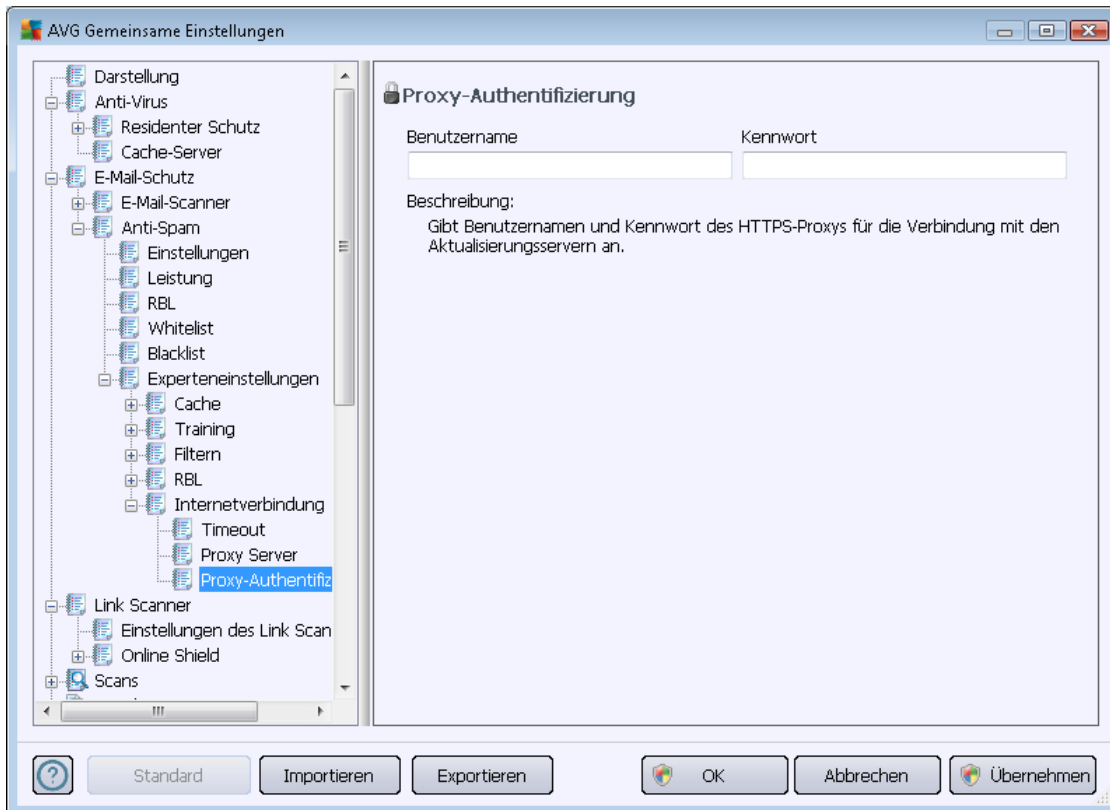 AVG Gemeinsame Einstellungen
Darstellung
Anti-Virus
Residenter Schutz
Cache-Server
E-Mail-Schutz
E-Mail-Scanner
Anti-Spam
Einstellungen
Leistung
RBL
Whitelist
Blacklist
Experteneinstellungen
Cache
Training
Filtern
RBL
Internetverbindung
Timeout
Proxy Server
Proxy-Authentifiz
Link Scanner
Einstellungen des Link Scan
Online Shield
Scans
Proxy-Authentifizierung
Benutzername Kennwort
Beschreibung:
Gibt Benutzernamen und Kennwort des HTTPS-Proxys für die Verbindung mit den
Aktualisierungsservern an.
? Standard Importieren Exportieren OK Abbrechen Übernehmen